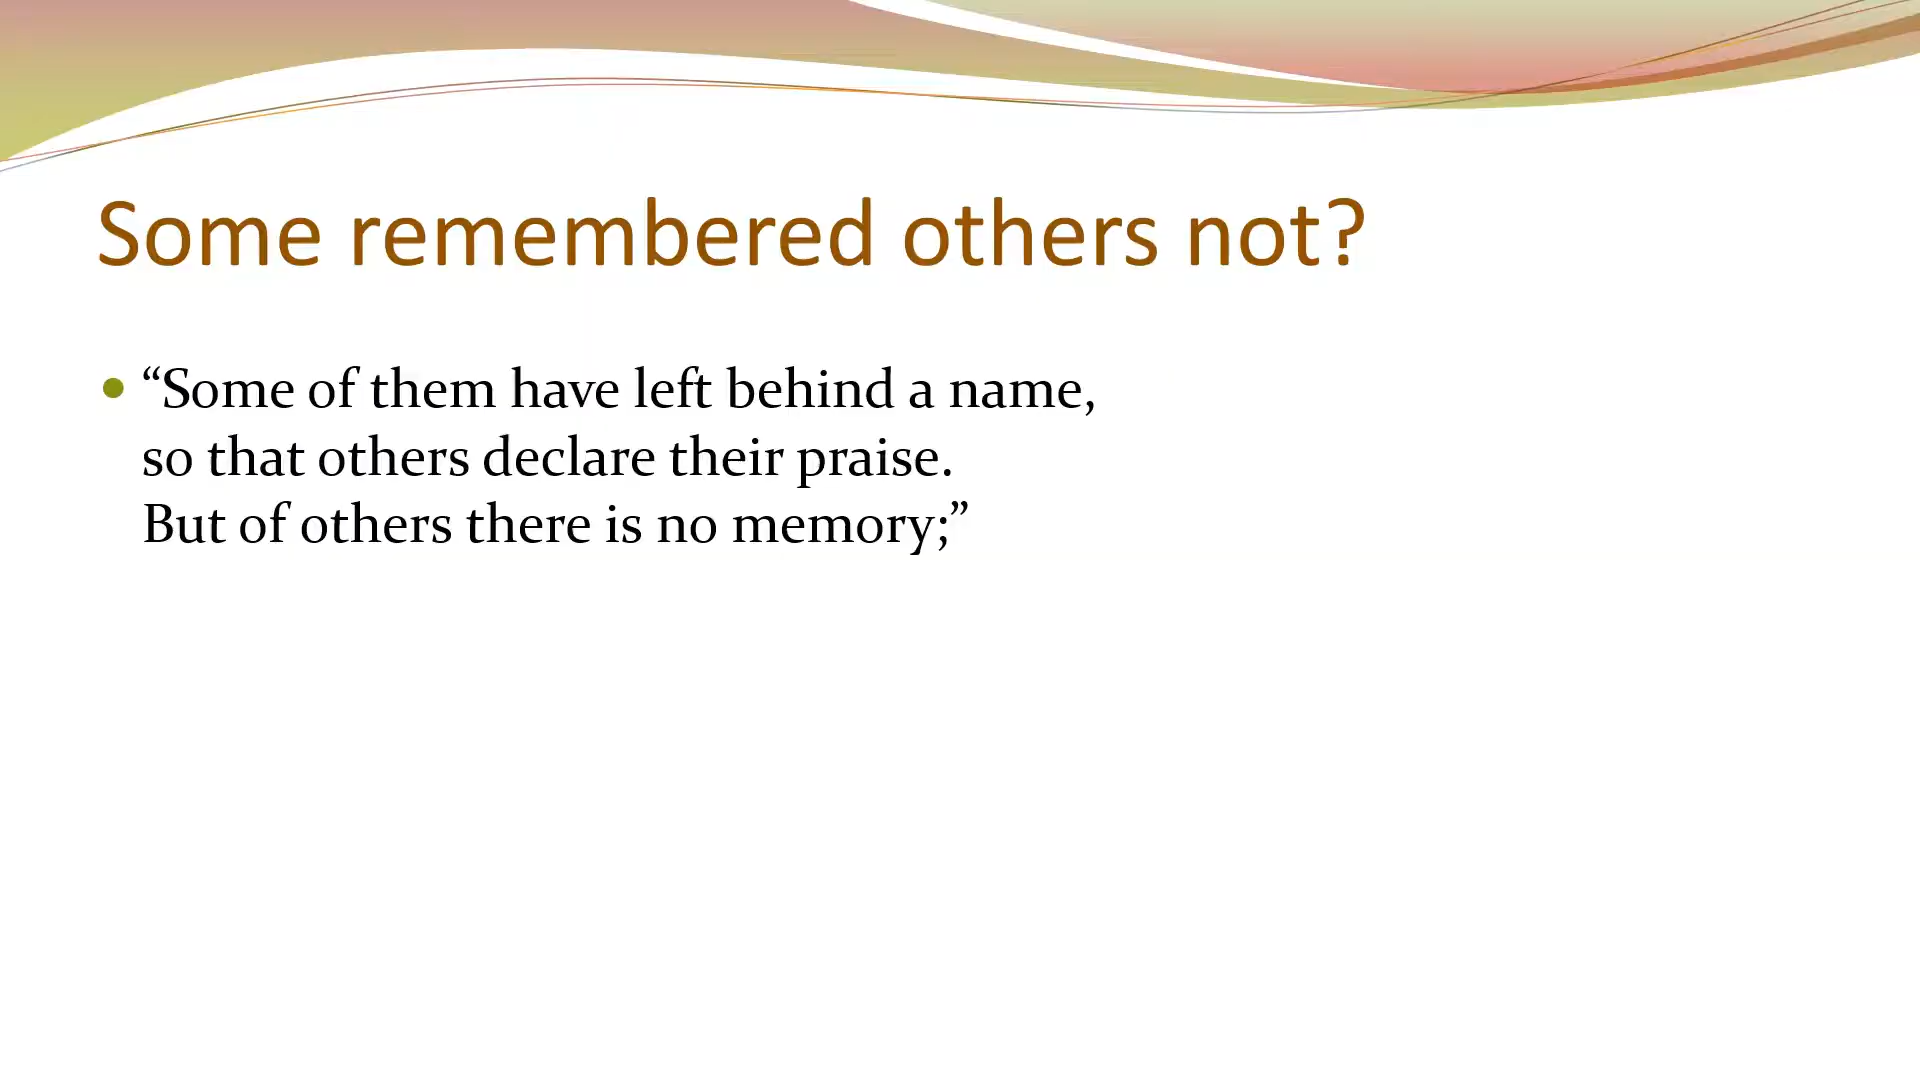 Some remembered others not?
• “Some of them have left behind a name,
so that others declare their praise.
But of others there is no memory;”